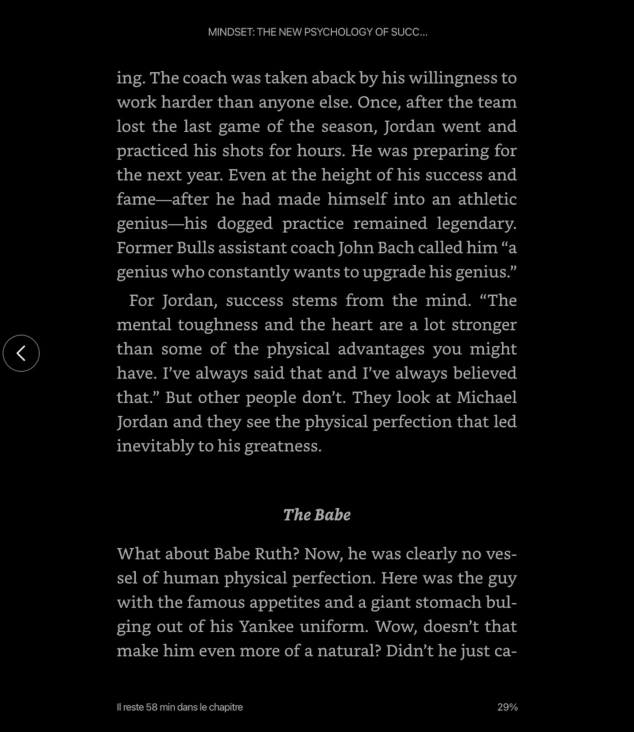 MINDSET: THE NEW PSYCHOLOGY OF SUCC...
ing. The coach was taken aback by his willingness to
work harder than anyone else. Once, after the team
lost the last game of the season, Jordan went and
practiced his shots for hours. He was preparing for
the next year. Even at the height of his success and
fame—after he had made himself into an athletic
genius—his dogged practice remained legendary.
Former Bulls assistant coach John Bach called him “a
genius who constantly wants to upgrade his genius.”
For Jordan, success stems from the mind. “The
mental toughness and the heart are a lot stronger
than some of the physical advantages you might
have. I’ve always said that and I’ve always believed
that.” But other people don’t. They look at Michael
Jordan and they see the physical perfection that led
inevitably to his greatness.
The Babe
What about Babe Ruth? Now, he was clearly no ves-
sel of human physical perfection. Here was the guy
with the famous appetites and a giant stomach bul-
ging out of his Yankee uniform. Wow, doesn’t that
make him even more of a natural? Didn’t he just ca-
Il reste 58 min dans le chapitre
29%